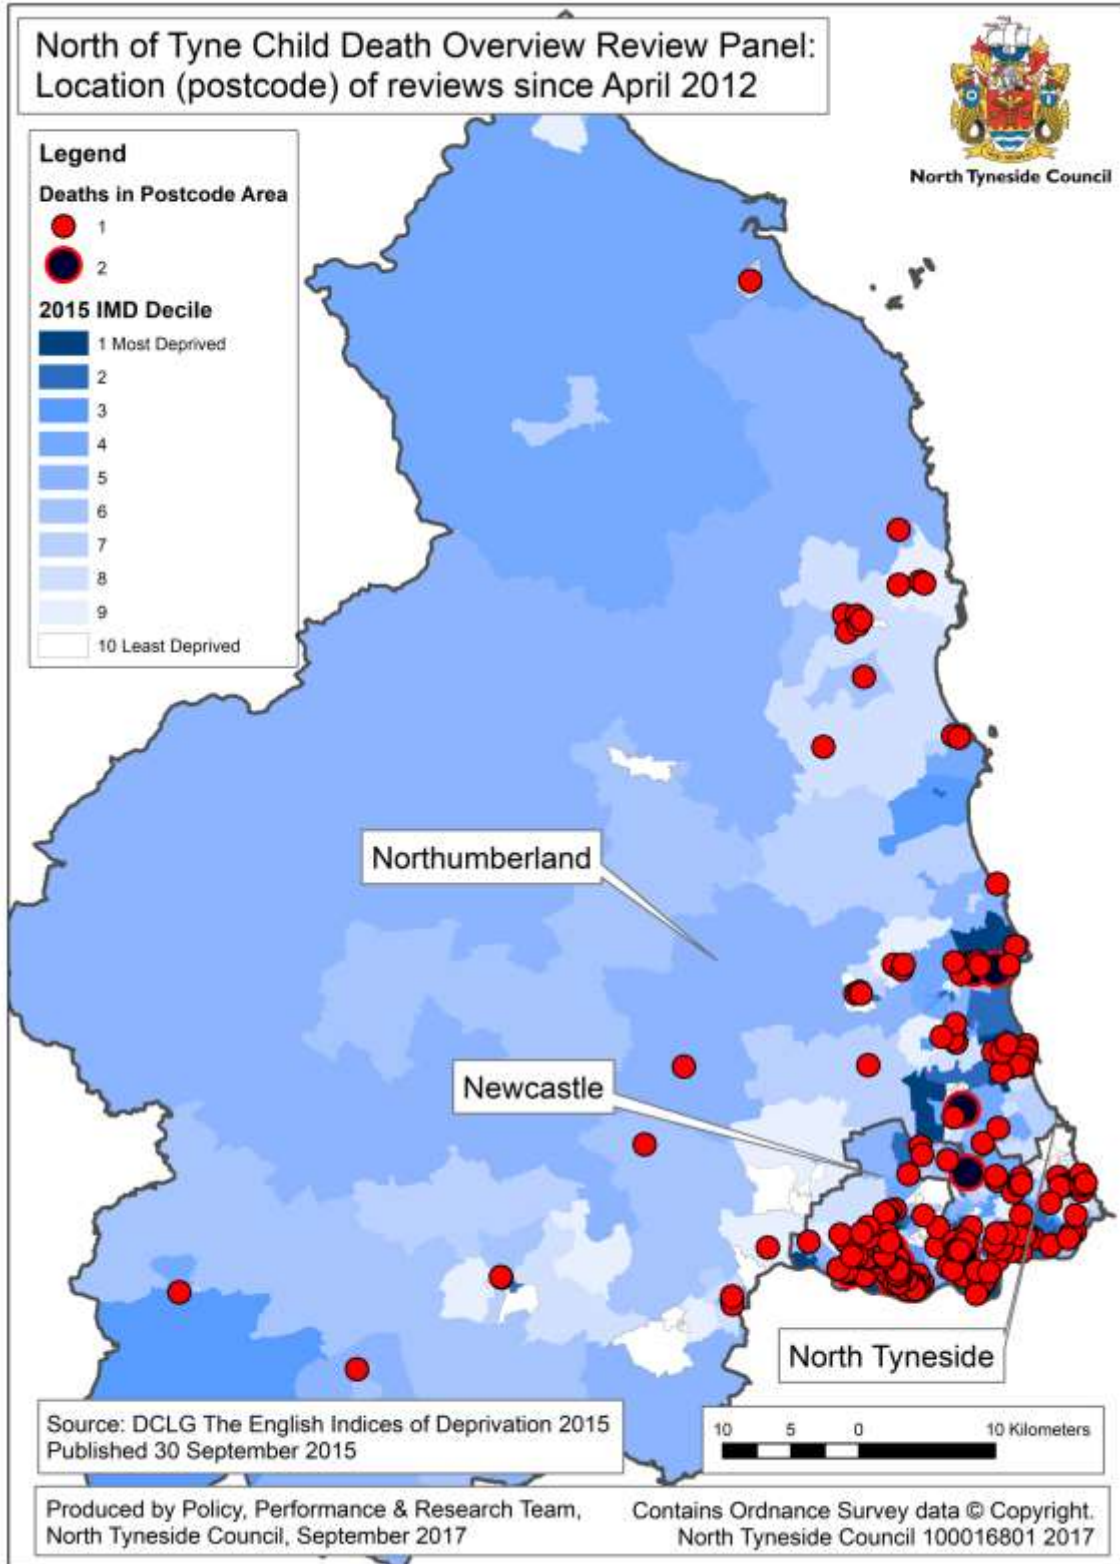 North of Tyne Child Death Overview Review Panel:
Location (postcode) of reviews since April 2012
North Tyneside Council
Legend
Deaths in Postcode Area
1
2
2015 IMD Decile
1 Most Deprived
2
3
4
5
6
7
8
9
10 Least Deprived
Northumberland
Newcastle
North Tyneside
Source: DCLG The English Indices of Deprivation 2015
Published 30 September 2015
10 5 0 10 Kilometers
Produced by Policy, Performance & Research Team,
North Tyneside Council, September 2017
Contains Ordnance Survey data © Copyright.
North Tyneside Council 100016801 2017